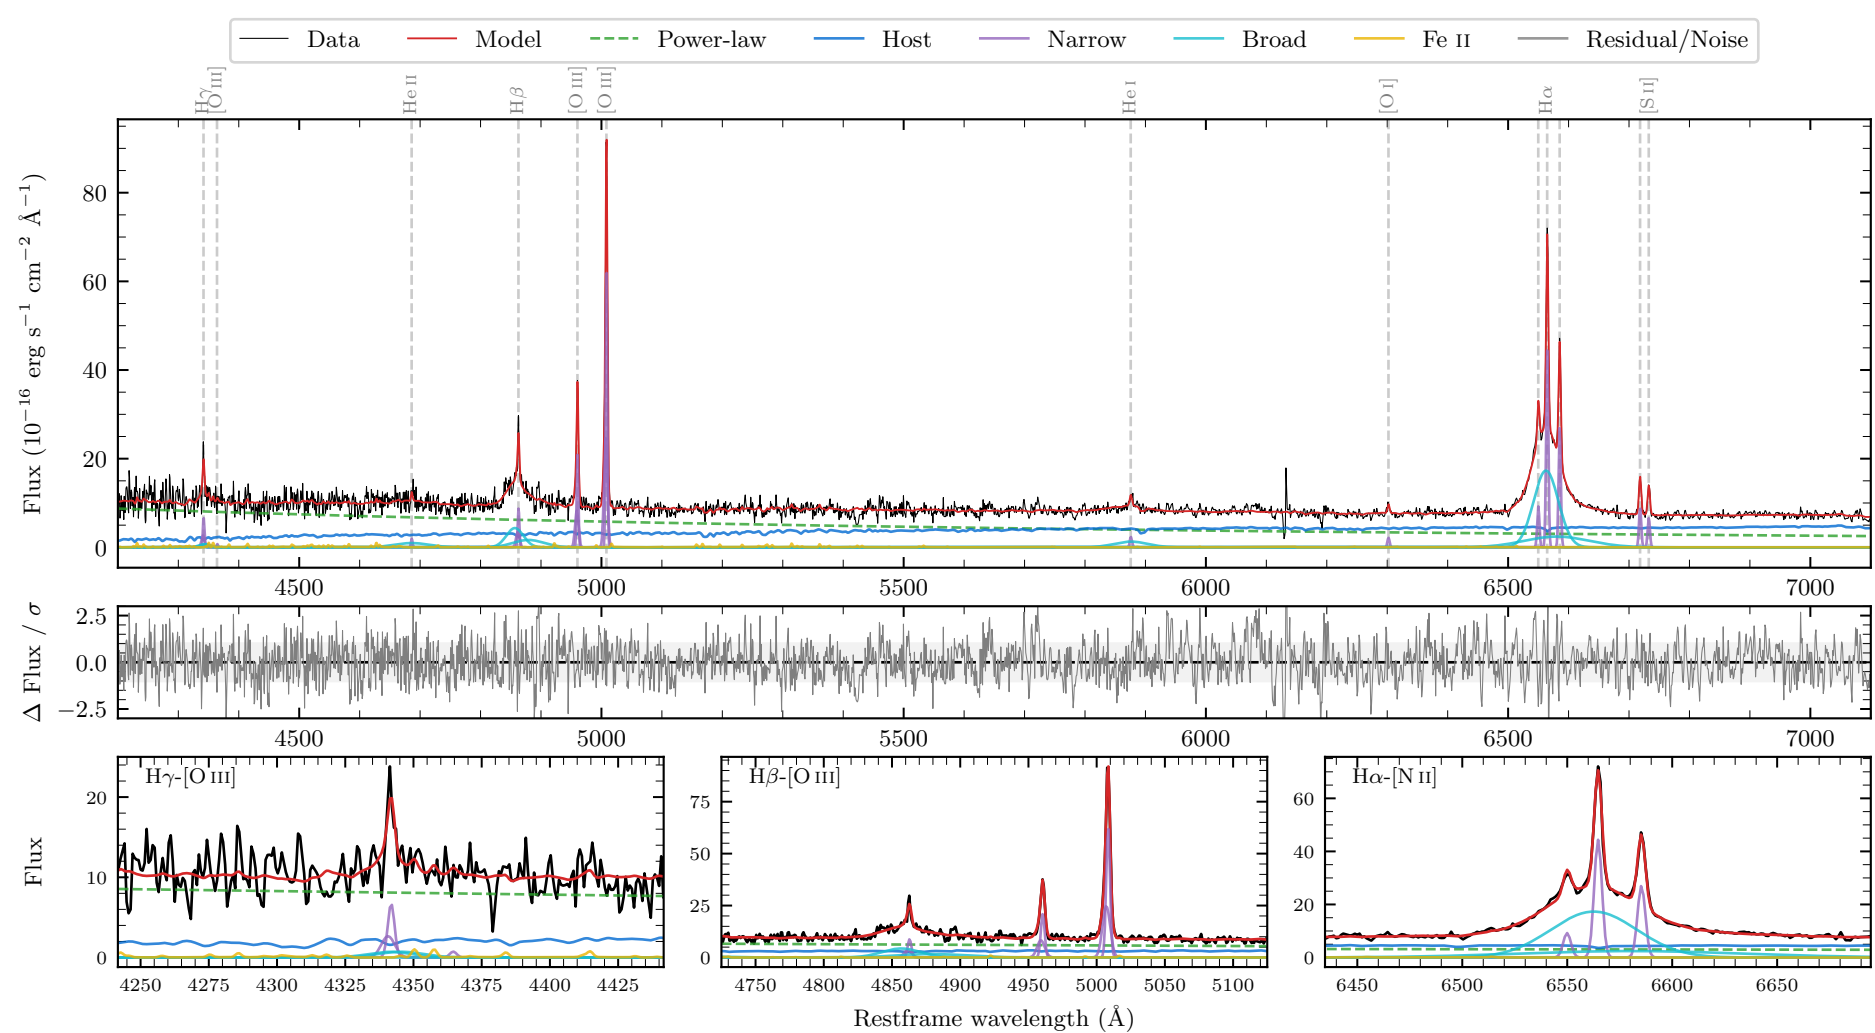 Data Model Power-law Host Narrow Broad Fe II Residual/Noise
Hγ [O III] He II Hβ [O III] [O III] He I [O I] Hα [S II]
Flux (10⁻¹⁶ erg s⁻¹ cm⁻² Å⁻¹)
80
60
40
20
0
4500 5000 5500 6000 6500 7000
Δ Flux / σ
2.5
0.0
−2.5
4500 5000 5500 6000 6500 7000
Flux
Hγ-[O III]
20
10
0
4250 4275 4300 4325 4350 4375 4400 4425
Hβ-[O III]
75
50
25
0
4750 4800 4850 4900 4950 5000 5050 5100
Hα-[N II]
60
40
20
0
6450 6500 6550 6600 6650
Restframe wavelength (Å)